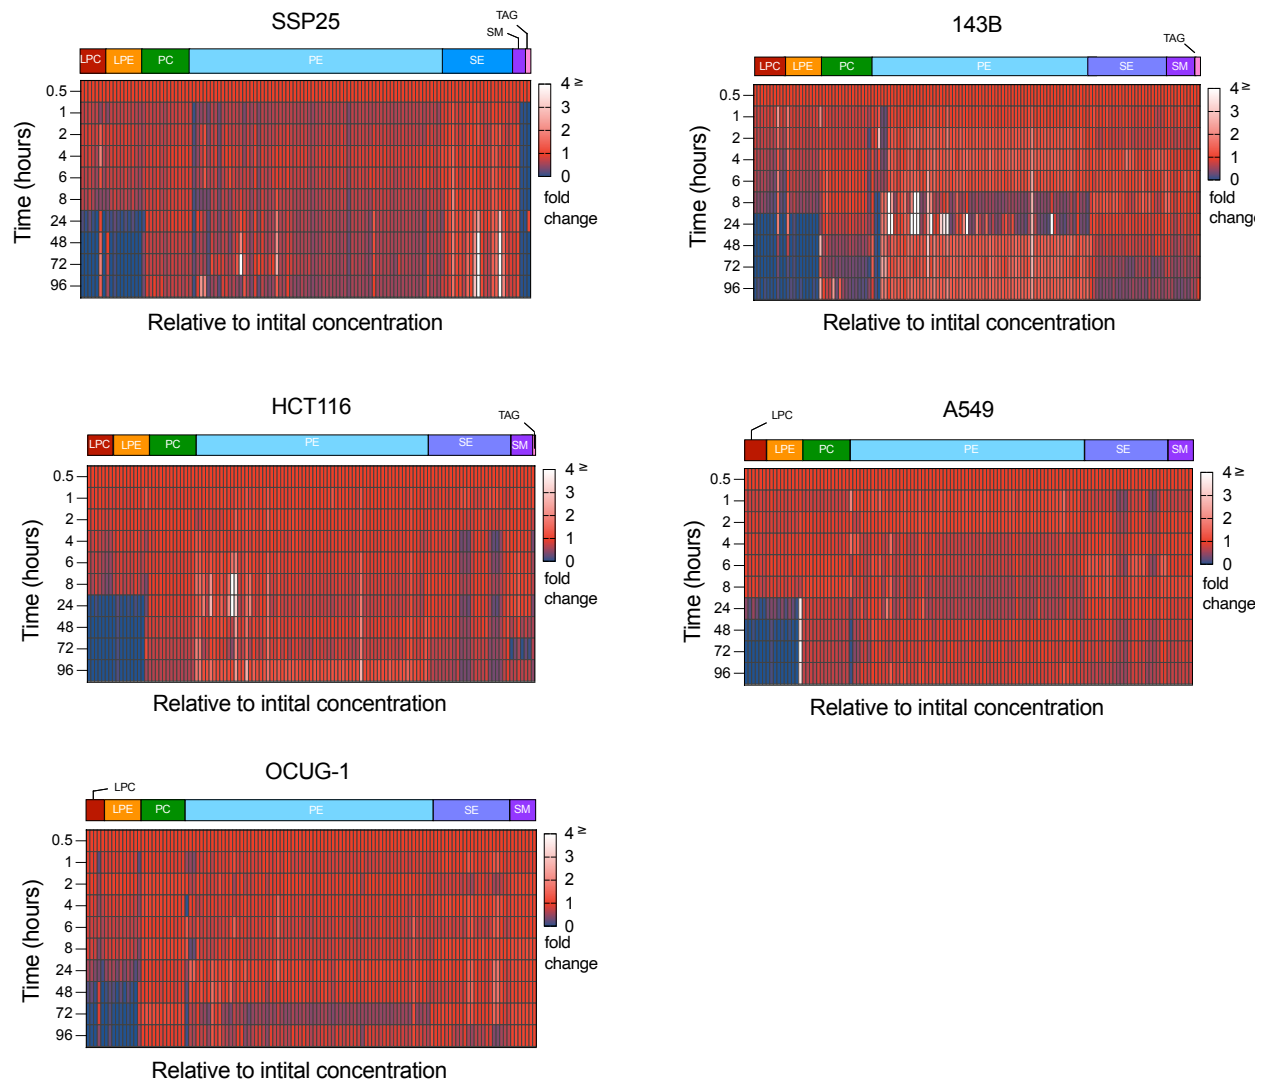 SSP25
TAG
SM
LPC LPE PC PE SE
4 ≥
3
2
1
0
fold
change
0.5
1
2
4
6
8
24
48
72
96
Time (hours)
Relative to intital concentration
143B
TAG
LPC LPE PC PE SE SM
4 ≥
3
2
1
0
fold
change
0.5
1
2
4
6
8
24
48
72
96
Time (hours)
Relative to intital concentration
HCT116
TAG
LPC LPE PC PE SE SM
4 ≥
3
2
1
0
fold
change
0.5
1
2
4
6
8
24
48
72
96
Time (hours)
Relative to intital concentration
A549
LPC
LPE PC PE SE SM
4 ≥
3
2
1
0
fold
change
0.5
1
2
4
6
8
24
48
72
96
Time (hours)
Relative to intital concentration
OCUG-1
LPC
LPE PC PE SE SM
4 ≥
3
2
1
0
fold
change
0.5
1
2
4
6
8
24
48
72
96
Time (hours)
Relative to intital concentration